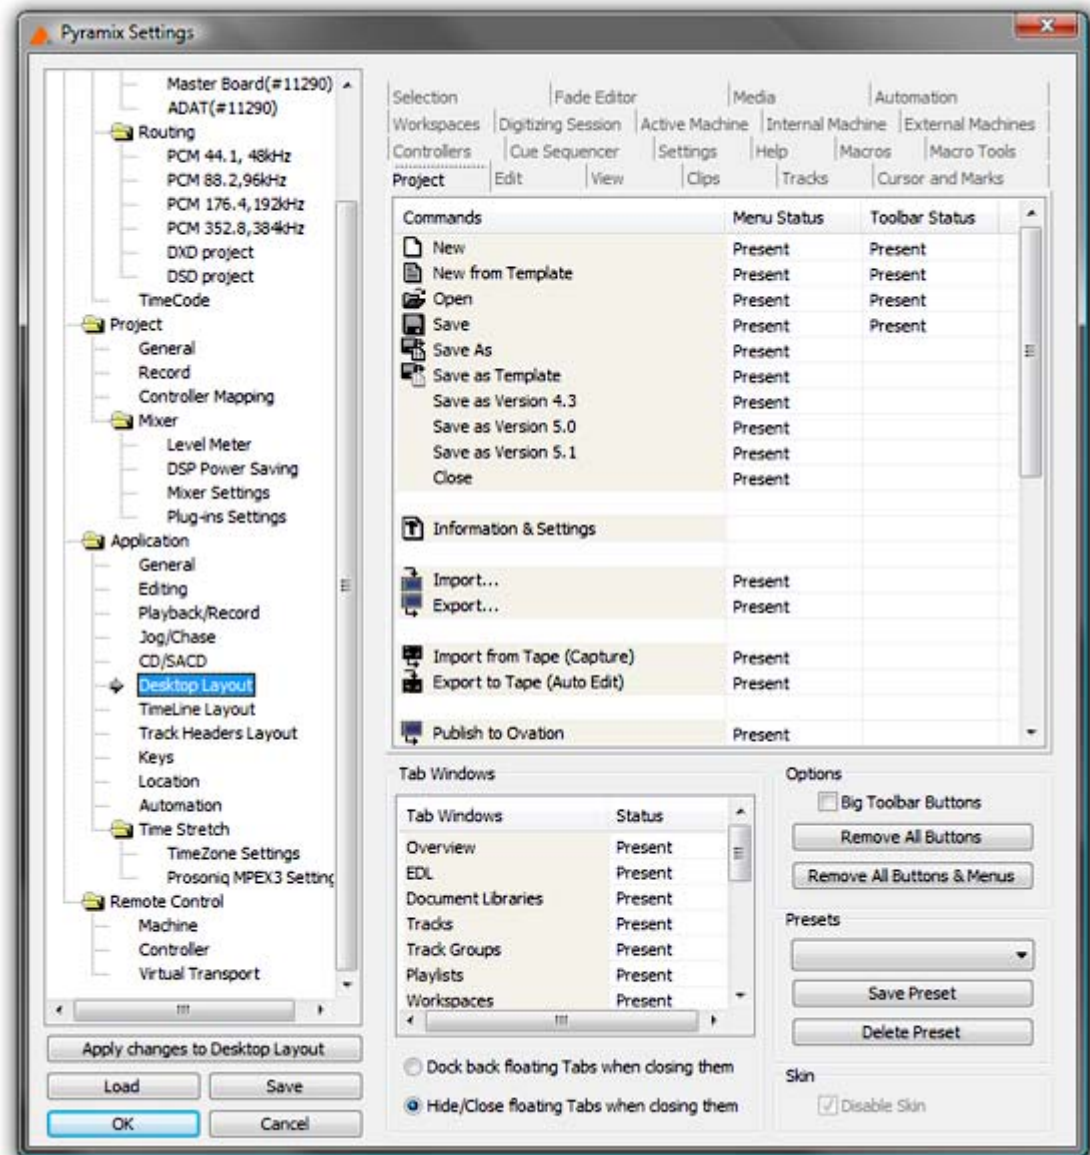 Pyramix Settings
Master Board(#11290)
ADAT(#11290)
Routing
PCM 44.1, 48kHz
PCM 88.2,96kHz
PCM 176.4,192kHz
PCM 352.8,384kHz
DXD project
DSD project
TimeCode
Project
General
Record
Controller Mapping
Mixer
Level Meter
DSP Power Saving
Mixer Settings
Plug-ins Settings
Application
General
Editing
Playback/Record
Jog/Chase
CD/SACD
Desktop Layout
TimeLine Layout
Track Headers Layout
Keys
Location
Automation
Time Stretch
TimeZone Settings
Prosoniq MPEX3 Setting
Remote Control
Machine
Controller
Virtual Transport
Apply changes to Desktop Layout
Load Save
OK Cancel
Selection Fade Editor Media Automation
Workspaces Digitizing Session Active Machine Internal Machine External Machines
Controllers Cue Sequencer Settings Help Macros Macro Tools
Project Edit View Clips Tracks Cursor and Marks
Commands Menu Status Toolbar Status
New Present Present
New from Template Present Present
Open Present Present
Save Present Present
Save As Present
Save as Template Present
Save as Version 4.3 Present
Save as Version 5.0 Present
Save as Version 5.1 Present
Close Present
Information & Settings
Import... Present
Export... Present
Import from Tape (Capture) Present
Export to Tape (Auto Edit) Present
Publish to Ovation Present
Tab Windows
Tab Windows Status
Overview Present
EDL Present
Document Libraries Present
Tracks Present
Track Groups Present
Playlists Present
Workspaces Present
Dock back floating Tabs when closing them
Hide/Close floating Tabs when closing them
Options
Big Toolbar Buttons
Remove All Buttons
Remove All Buttons & Menus
Presets
Save Preset
Delete Preset
Skin
Disable Skin